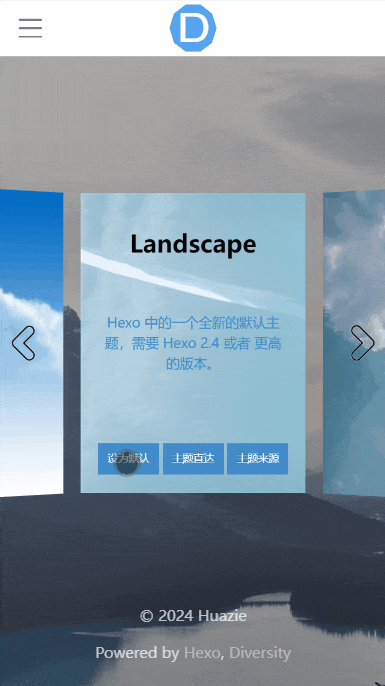 D
Landscape
Hexo 中的一个全新的默认主
题，需要 Hexo 2.4 或者 更高
的版本。
设为默认 主题直达 主题来源
© 2024 Huazie
Powered by Hexo, Diversity